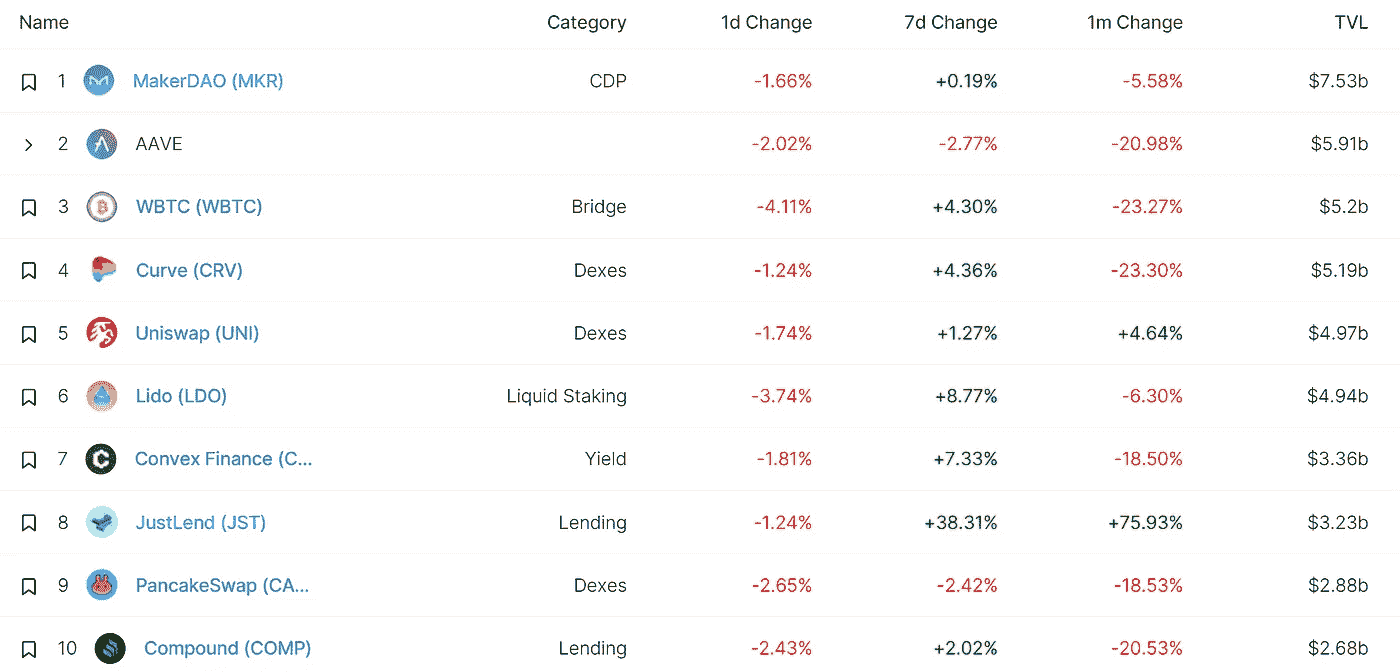 Name Category 1d Change 7d Change 1m Change TVL
1 MakerDAO (MKR) CDP -1.66% +0.19% -5.58% $7.53b
2 AAVE -2.02% -2.77% -20.98% $5.91b
3 WBTC (WBTC) Bridge -4.11% +4.30% -23.27% $5.2b
4 Curve (CRV) Dexes -1.24% +4.36% -23.30% $5.19b
5 Uniswap (UNI) Dexes -1.74% +1.27% +4.64% $4.97b
6 Lido (LDO) Liquid Staking -3.74% +8.77% -6.30% $4.94b
7 Convex Finance (C... Yield -1.81% +7.33% -18.50% $3.36b
8 JustLend (JST) Lending -1.24% +38.31% +75.93% $3.23b
9 PancakeSwap (CA... Dexes -2.65% -2.42% -18.53% $2.88b
10 Compound (COMP) Lending -2.43% +2.02% -20.53% $2.68b